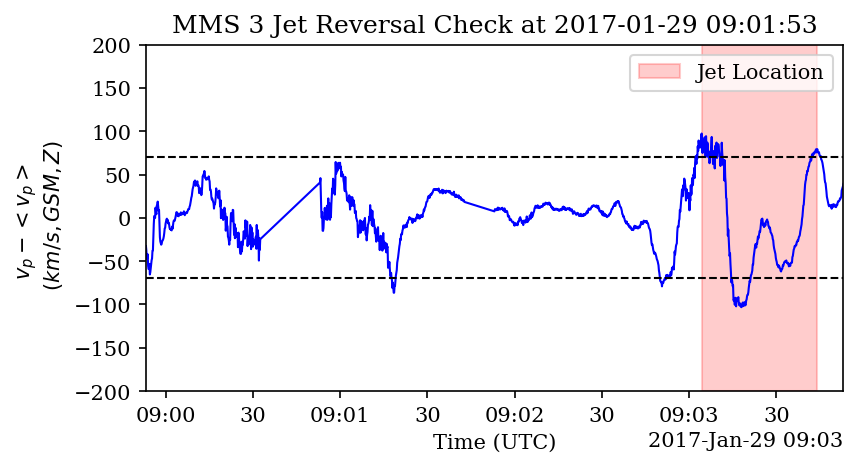 MMS 3 Jet Reversal Check at 2017-01-29 09:01:53
200
150
100
50
0
−50
−100
−150
−200
v_p − < v_p >
(km/s, GSM, Z)
Jet Location
09:00 30 09:01 30 09:02 30 09:03 30
Time (UTC)
2017-Jan-29 09:03